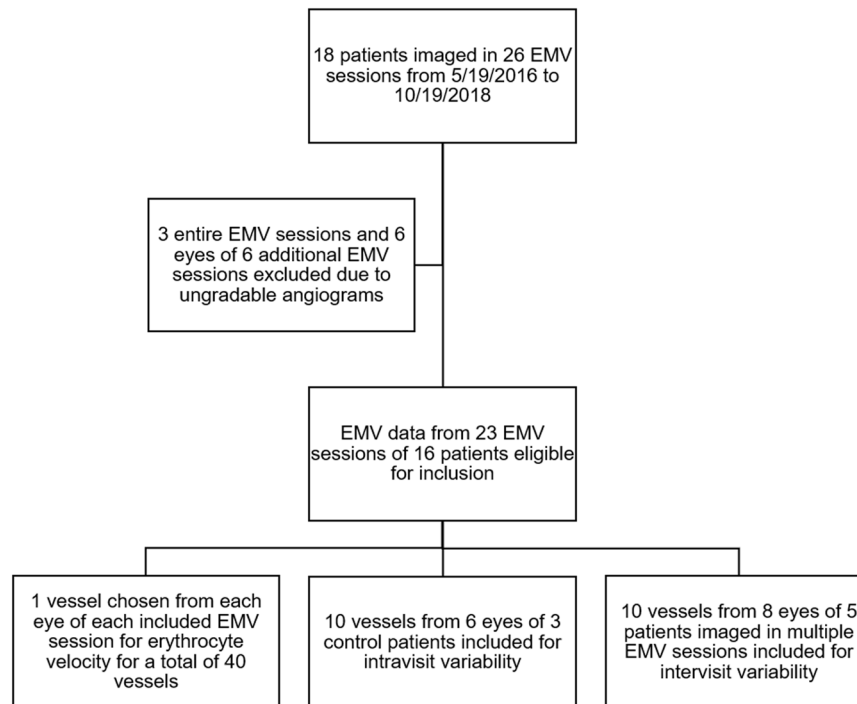 18 patients imaged in 26 EMV
sessions from 5/19/2016 to
10/19/2018
3 entire EMV sessions and 6
eyes of 6 additional EMV
sessions excluded due to
ungradable angiograms
EMV data from 23 EMV
sessions of 16 patients eligible
for inclusion
1 vessel chosen from each
eye of each included EMV
session for erythrocyte
velocity for a total of 40
vessels
10 vessels from 6 eyes of 3
control patients included for
intravisit variability
10 vessels from 8 eyes of 5
patients imaged in multiple
EMV sessions included for
intervisit variability